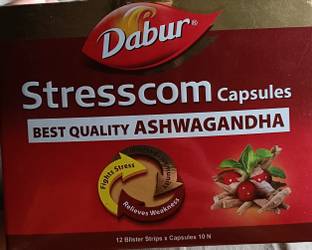 Dabur®
Stresscom Capsules
BEST QUALITY ASHWAGANDHA
Fights Stress
Relieves Weakness
12 Blister Strips x Capsules 10 N